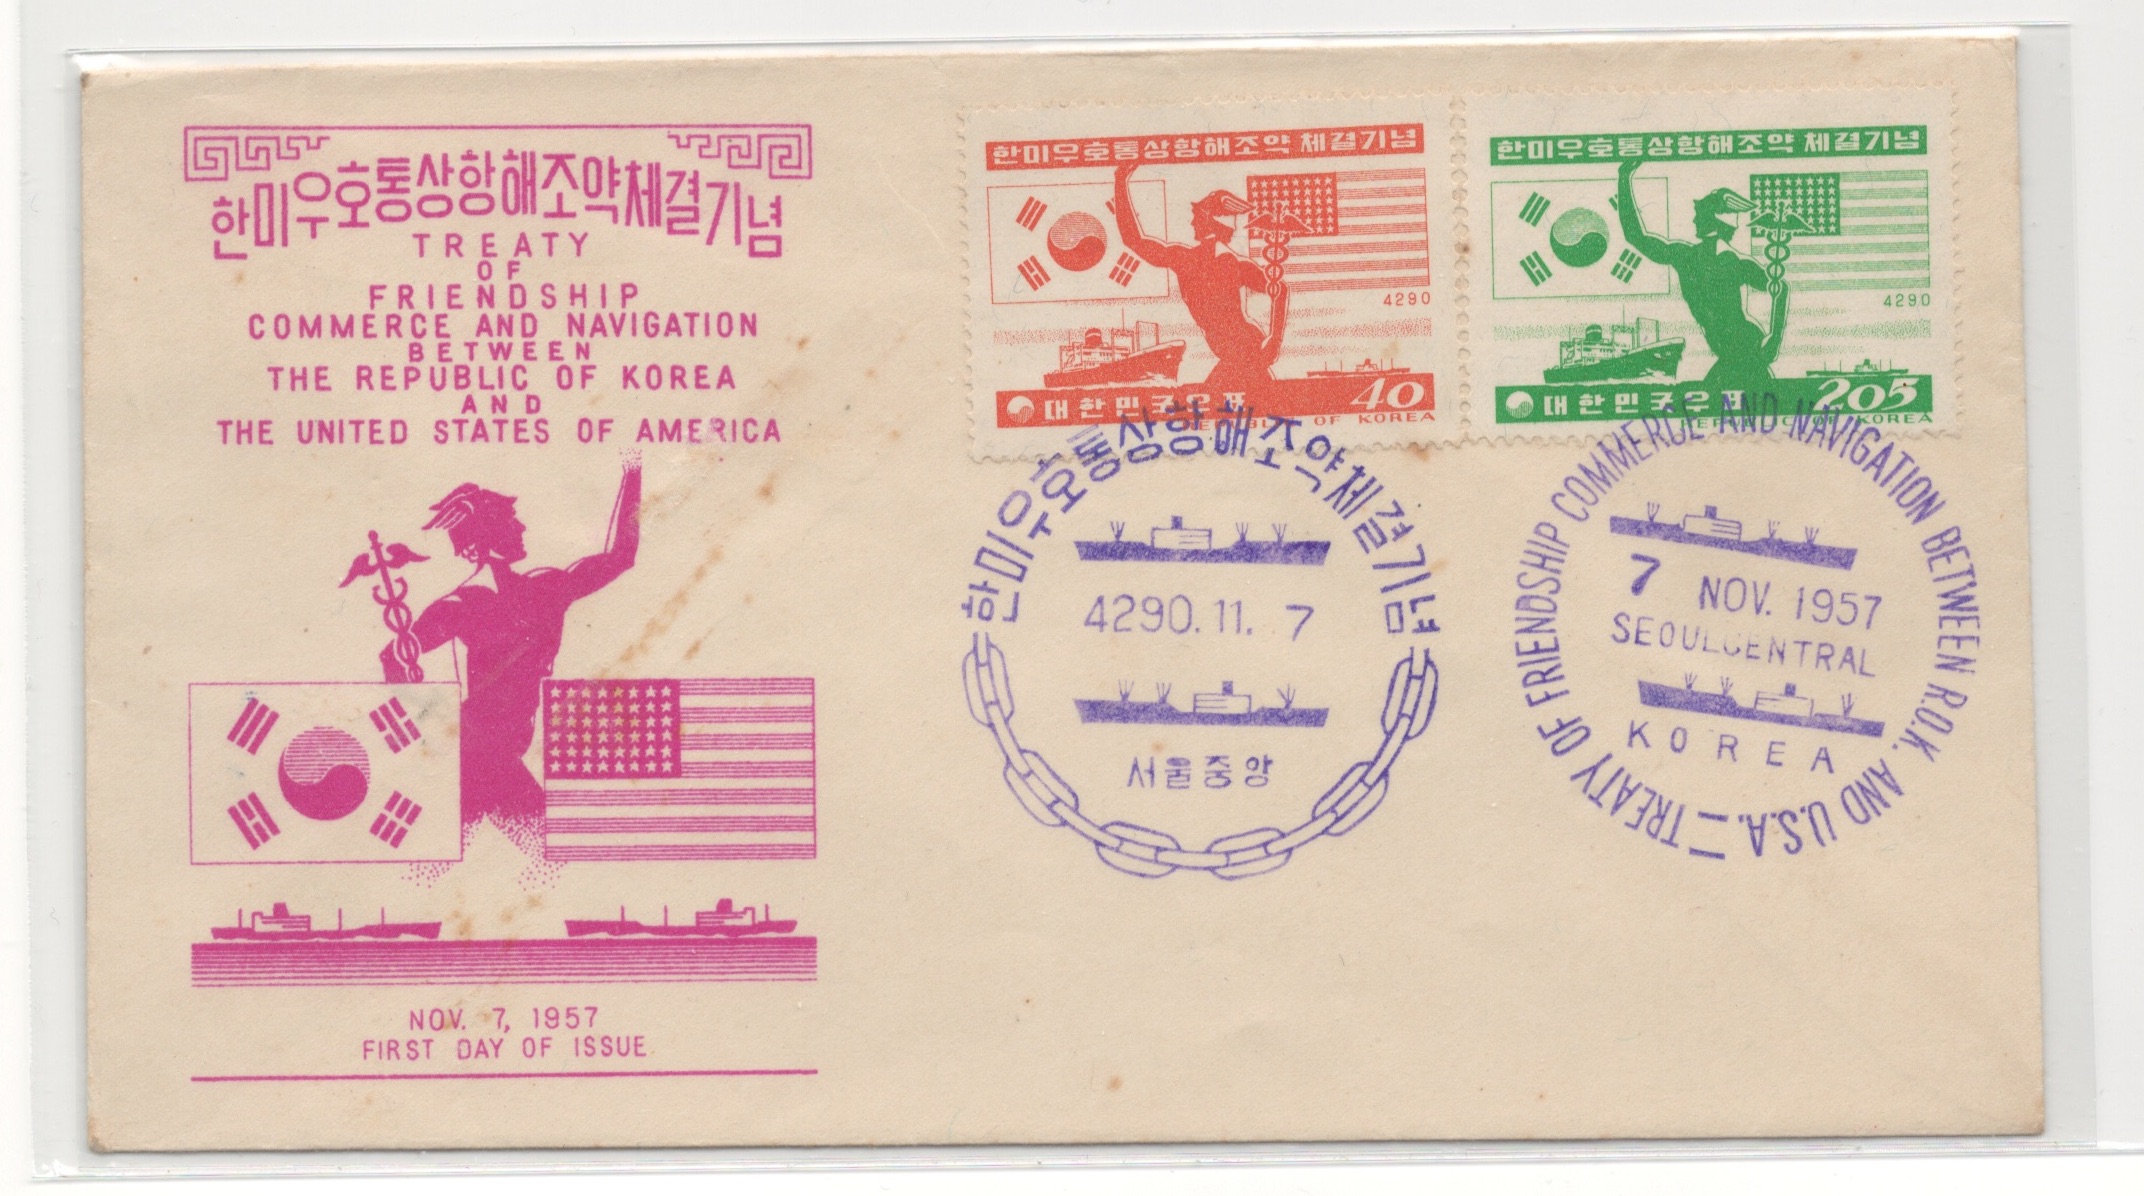 한미우호통상항해조약체결기념
TREATY
OF
FRIENDSHIP
COMMERCE AND NAVIGATION
BETWEEN
THE REPUBLIC OF KOREA
AND
THE UNITED STATES OF AMERICA
NOV. 7, 1957
FIRST DAY OF ISSUE
한미우호통상항해조약 체결기념
4290
40
대한민국우표
REPUBLIC OF KOREA
한미우호통상항해조약 체결기념
4290
205
대한민국우표
REPUBLIC OF KOREA
한미우호통상항해조약체결기념
4290.11. 7
서울중앙
TREATY OF FRIENDSHIP COMMERCE AND NAVIGATION BETWEEN R.O.K. AND U.S.A.
7 NOV. 1957
SEOUL CENTRAL
KOREA